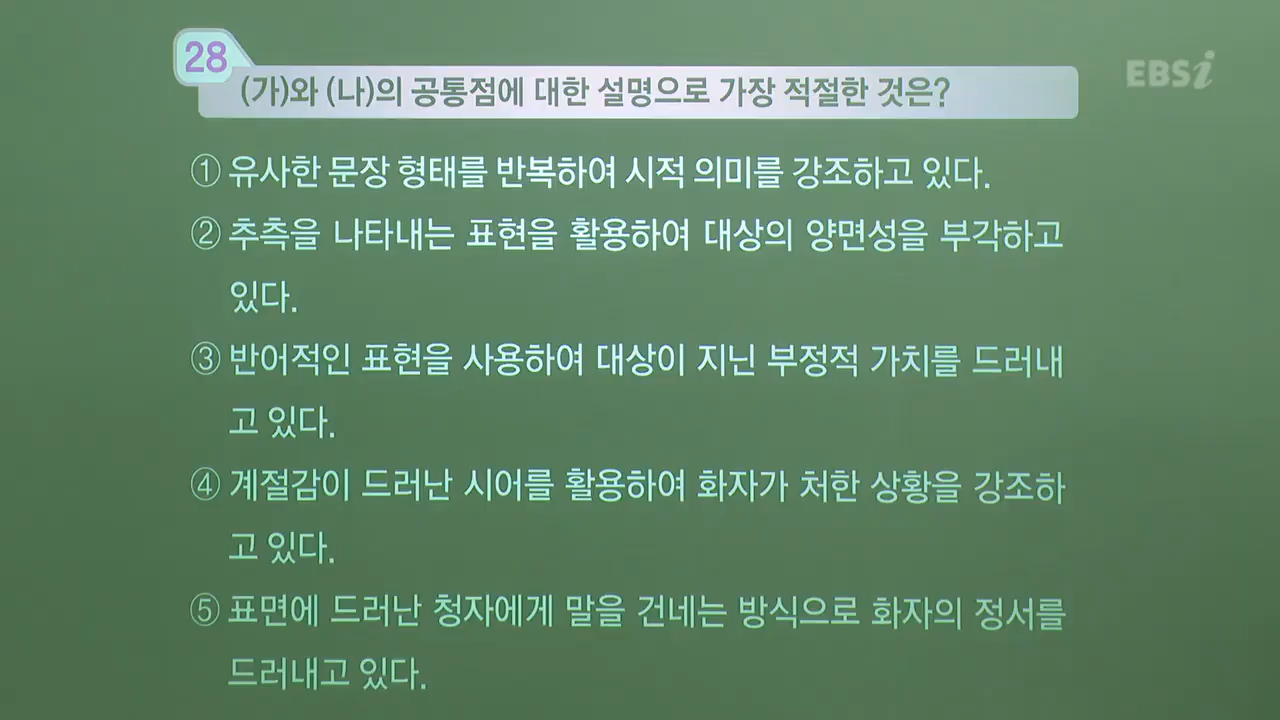 28
(가)와 (나)의 공통점에 대한 설명으로 가장 적절한 것은?
EBSi
① 유사한 문장 형태를 반복하여 시적 의미를 강조하고 있다.
② 추측을 나타내는 표현을 활용하여 대상의 양면성을 부각하고
있다.
③ 반어적인 표현을 사용하여 대상이 지닌 부정적 가치를 드러내
고 있다.
④ 계절감이 드러난 시어를 활용하여 화자가 처한 상황을 강조하
고 있다.
⑤ 표면에 드러난 청자에게 말을 건네는 방식으로 화자의 정서를
드러내고 있다.